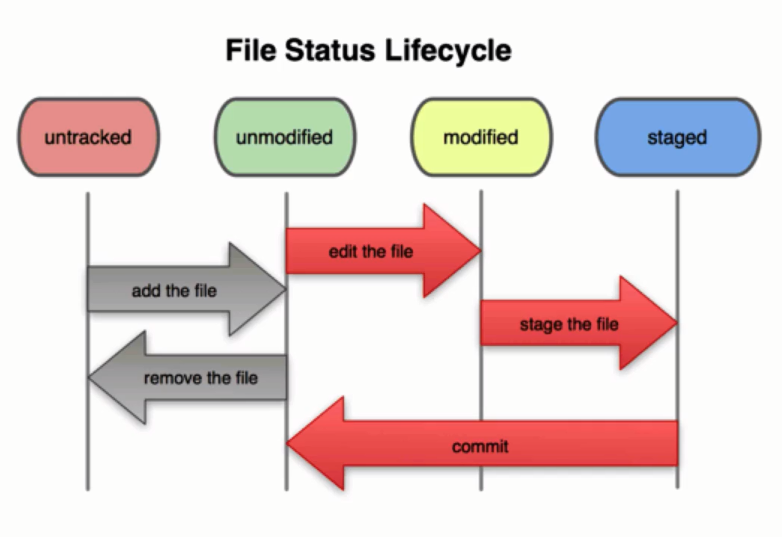 File Status Lifecycle
untracked
unmodified
modified
staged
edit the file
add the file
stage the file
remove the file
commit